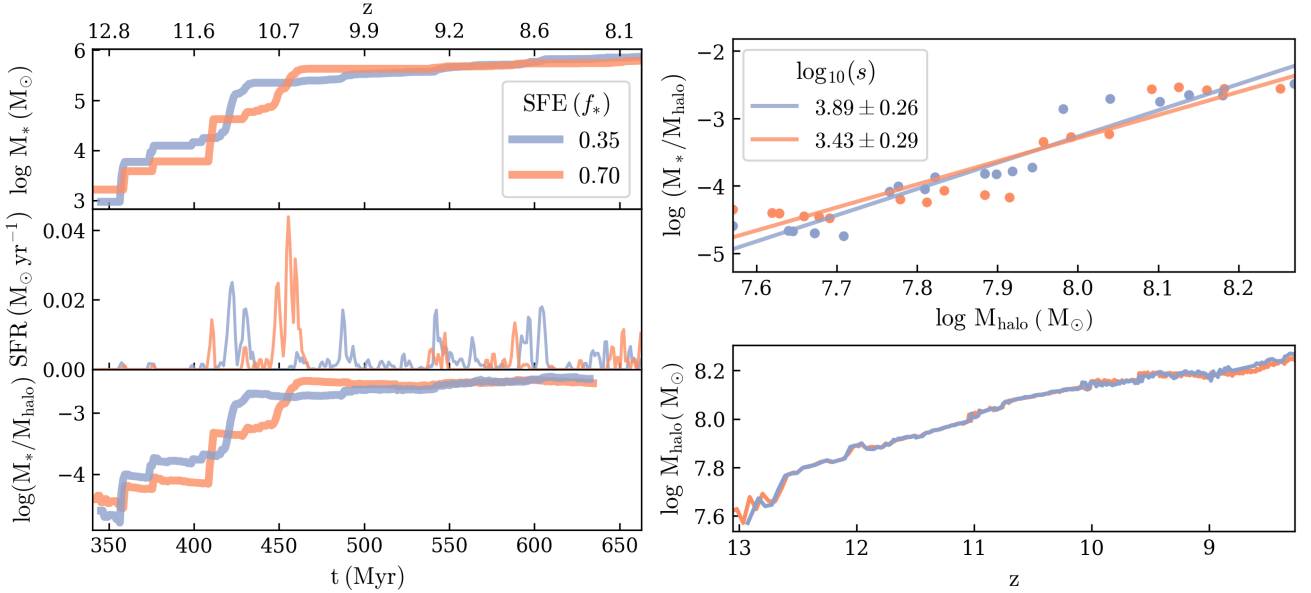 z
12.8 11.6 10.7 9.9 9.2 8.6 8.1
log M* (M⊙)
6
5
4
3
SFE (f*)
0.35
0.70
SFR (M⊙ yr−1)
0.04
0.02
0.00
log(M*/Mhalo)
−3
−4
350 400 450 500 550 600 650
t (Myr)
log (M*/Mhalo)
−2
−3
−4
−5
log10(s)
3.89 ± 0.26
3.43 ± 0.29
7.6 7.7 7.8 7.9 8.0 8.1 8.2
log Mhalo ( M⊙)
log Mhalo( M⊙)
8.2
8.0
7.8
7.6
13 12 11 10 9
z